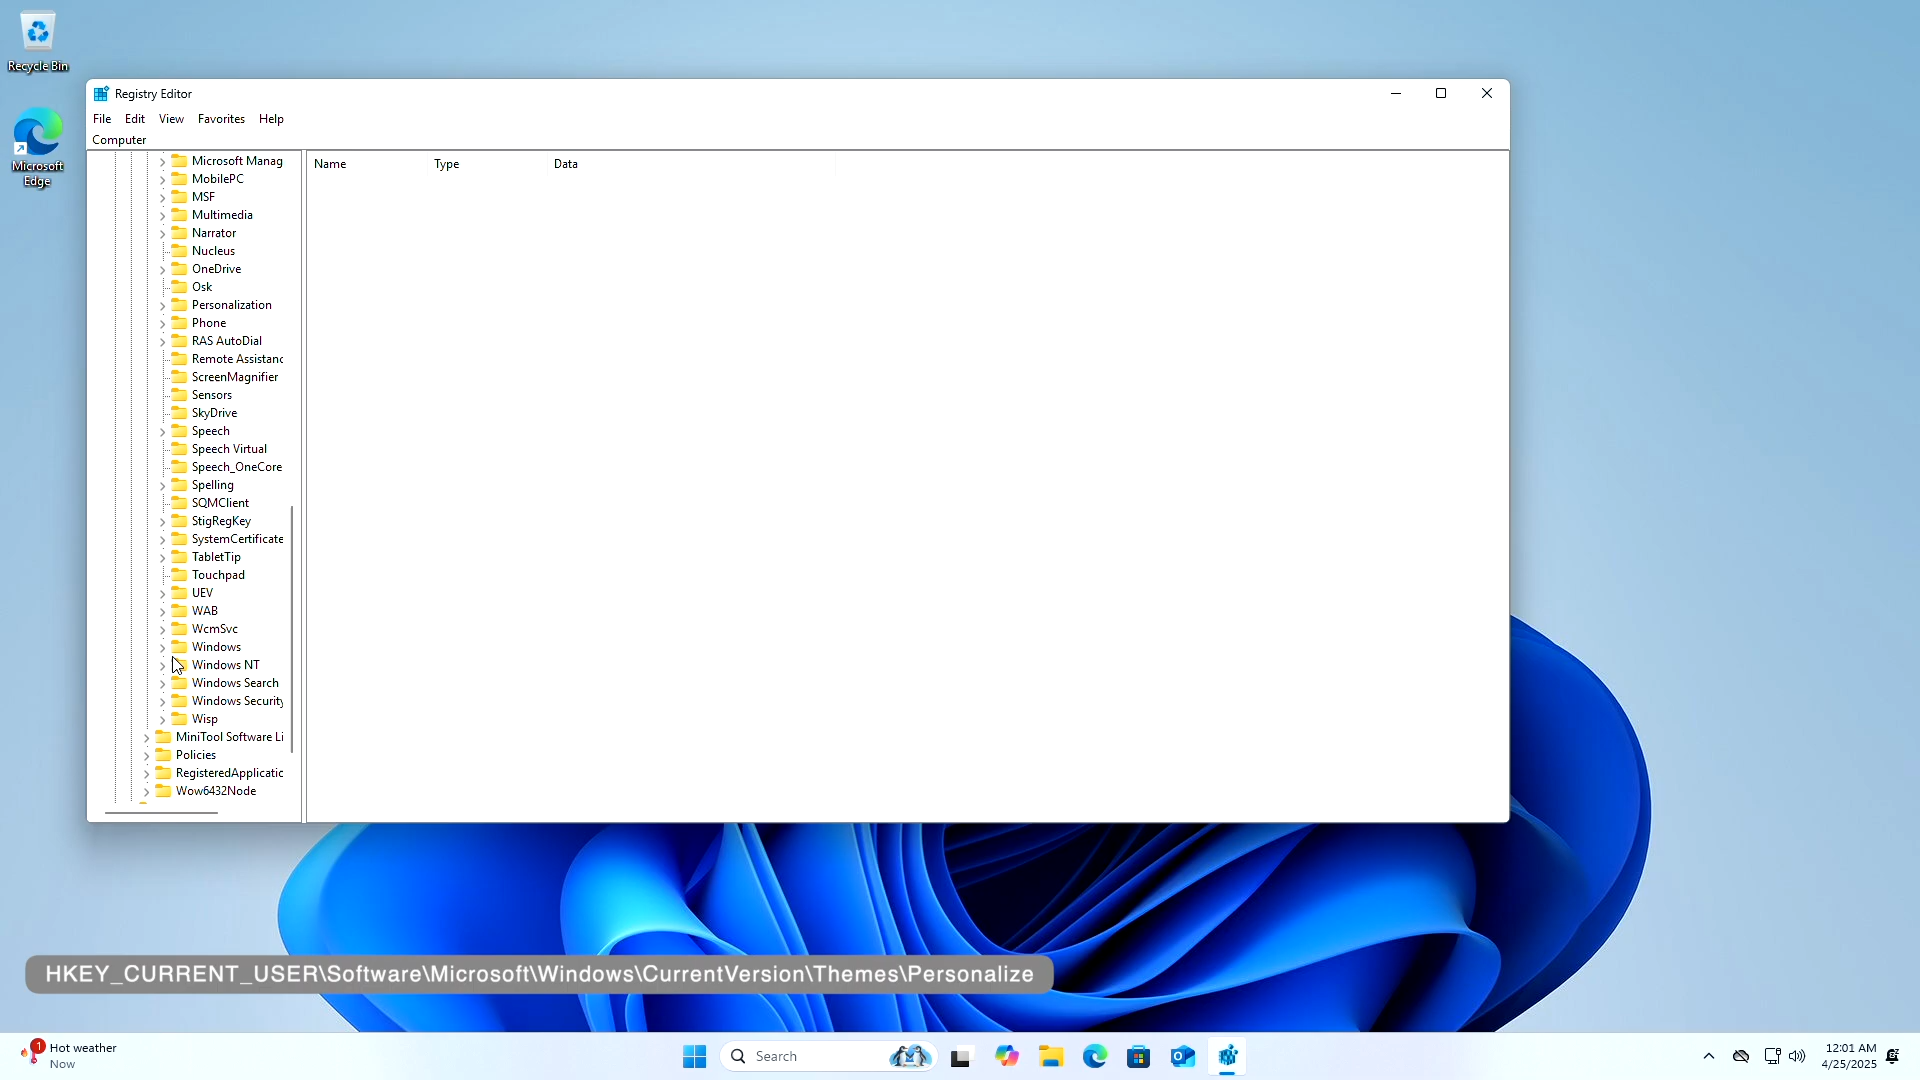 Recycle Bin
Microsoft
Edge
Registry Editor
File Edit View Favorites Help
Computer
Name Type Data
Microsoft Manag
MobilePC
MSF
Multimedia
Narrator
Nucleus
OneDrive
Osk
Personalization
Phone
RAS AutoDial
Remote Assistanc
ScreenMagnifier
Sensors
SkyDrive
Speech
Speech Virtual
Speech_OneCore
Spelling
SQMClient
StigRegKey
SystemCertificate
TabletTip
Touchpad
UEV
WAB
WcmSvc
Windows
Windows NT
Windows Search
Windows Security
Wisp
MiniTool Software Li
Policies
RegisteredApplicatic
Wow6432Node
HKEY_CURRENT_USER\Software\Microsoft\Windows\CurrentVersion\Themes\Personalize
1
Hot weather
Now
Search
12:01 AM
4/25/2025